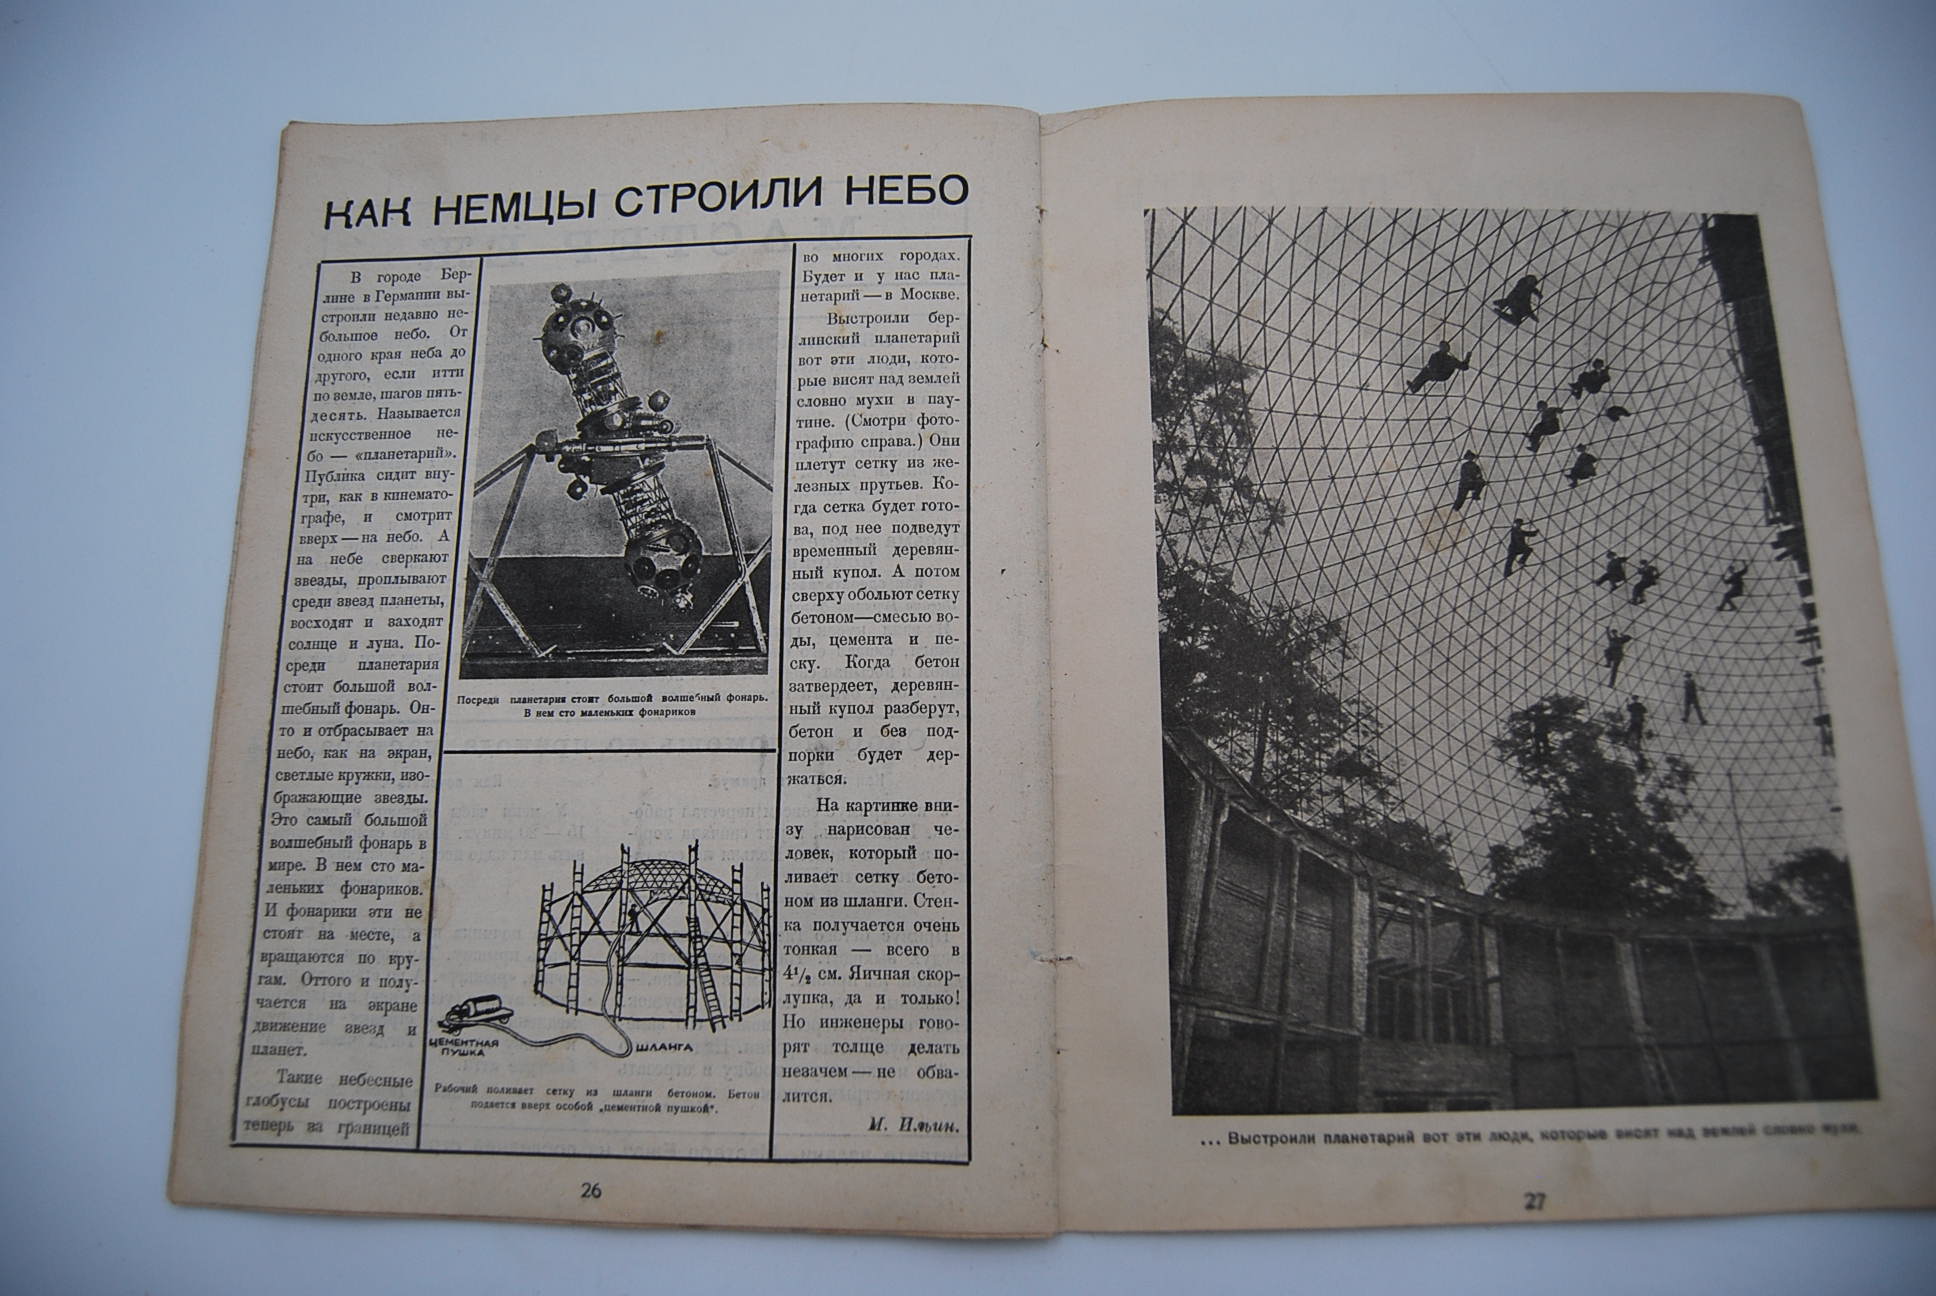 КАК НЕМЦЫ СТРОИЛИ НЕБО
В городе Бер-
лине в Германии вы-
строили недавно не-
большое небо. От
одного края неба до
другого, если итти
по земле, шагов пять-
десять. Называется
искусственное не-
бо — «планетарий».
Публика сидит вну-
три, как в кинемато-
графе, и смотрит
вверх — на небо. А
на небе сверкают
звезды, проплывают
среди звезд планеты,
восходят и заходят
солнце и луна. По-
среди планетария
стоит большой вол-
шебный фонарь. Он-
то и отбрасывает на
небо, как на экран,
светлые кружки, изо-
бражающие звезды.
Это самый большой
волшебный фонарь в
мире. В нем сто ма-
леньких фонариков.
И фонарики эти не
стоят на месте, а
вращаются по кру-
гам. Оттого и полу-
чается на экране
движение звезд и
планет.
Такие небесные
глобусы построены
теперь за границей
Посреди планетария стоит большой волшебный фонарь.
В нем сто маленьких фонариков
ЦЕМЕНТНАЯ
ПУШКА
ШЛАНГА
Рабочий поливает сетку из шланги бетоном. Бетон
подается вверх особой „цементной пушкой“.
во многих городах.
Будет и у нас пла-
нетарий — в Москве.
Выстроили бер-
линский планетарий
вот эти люди, кото-
рые висят над землей
словно мухи в пау-
тине. (Смотри фото-
графию справа.) Они
плетут сетку из же-
лезных прутьев. Ко-
гда сетка будет гото-
ва, под нее подведут
временный деревян-
ный купол. А потом
сверху обольют сетку
бетоном—смесью во-
ды, цемента и пе-
ску. Когда бетон
затвердеет, деревян-
ный купол разберут,
бетон и без под-
порки будет дер-
жаться.
На картинке вни-
зу нарисован че-
ловек, который по-
ливает сетку бето-
ном из шланги. Стен-
ка получается очень
тонкая — всего в
4½ см. Яичная скор-
лупка, да и только!
Но инженеры гово-
рят толще делать
незачем — не обва-
лится.
М. Ильин.
26
... Выстроили планетарий вот эти люди, которые висят над землей словно мухи.
27